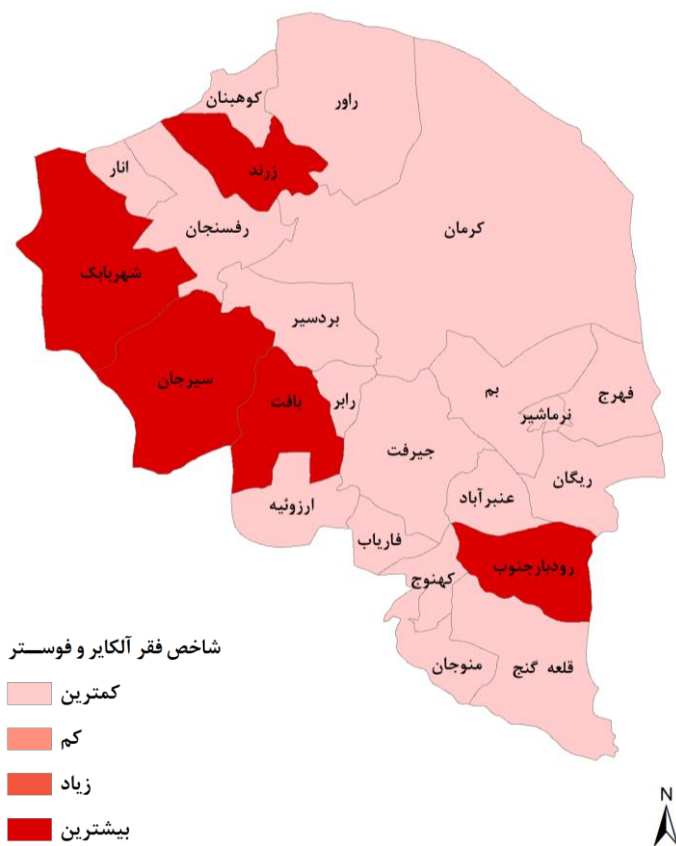 کوهبنان
راور
زرند
انار
رفسنجان
کرمان
شهربابک
بردسیر
سیرجان
بافت
رابر
بم
نرماشیر
فهرج
جیرفت
ریگان
عنبرآباد
ارزوئیه
فاریاب
رودبارجنوب
کهنوج
منوجان
قلعه گنج
شاخص فقر آلکایر و فوستر
کمترین
کم
زیاد
بیشترین
N